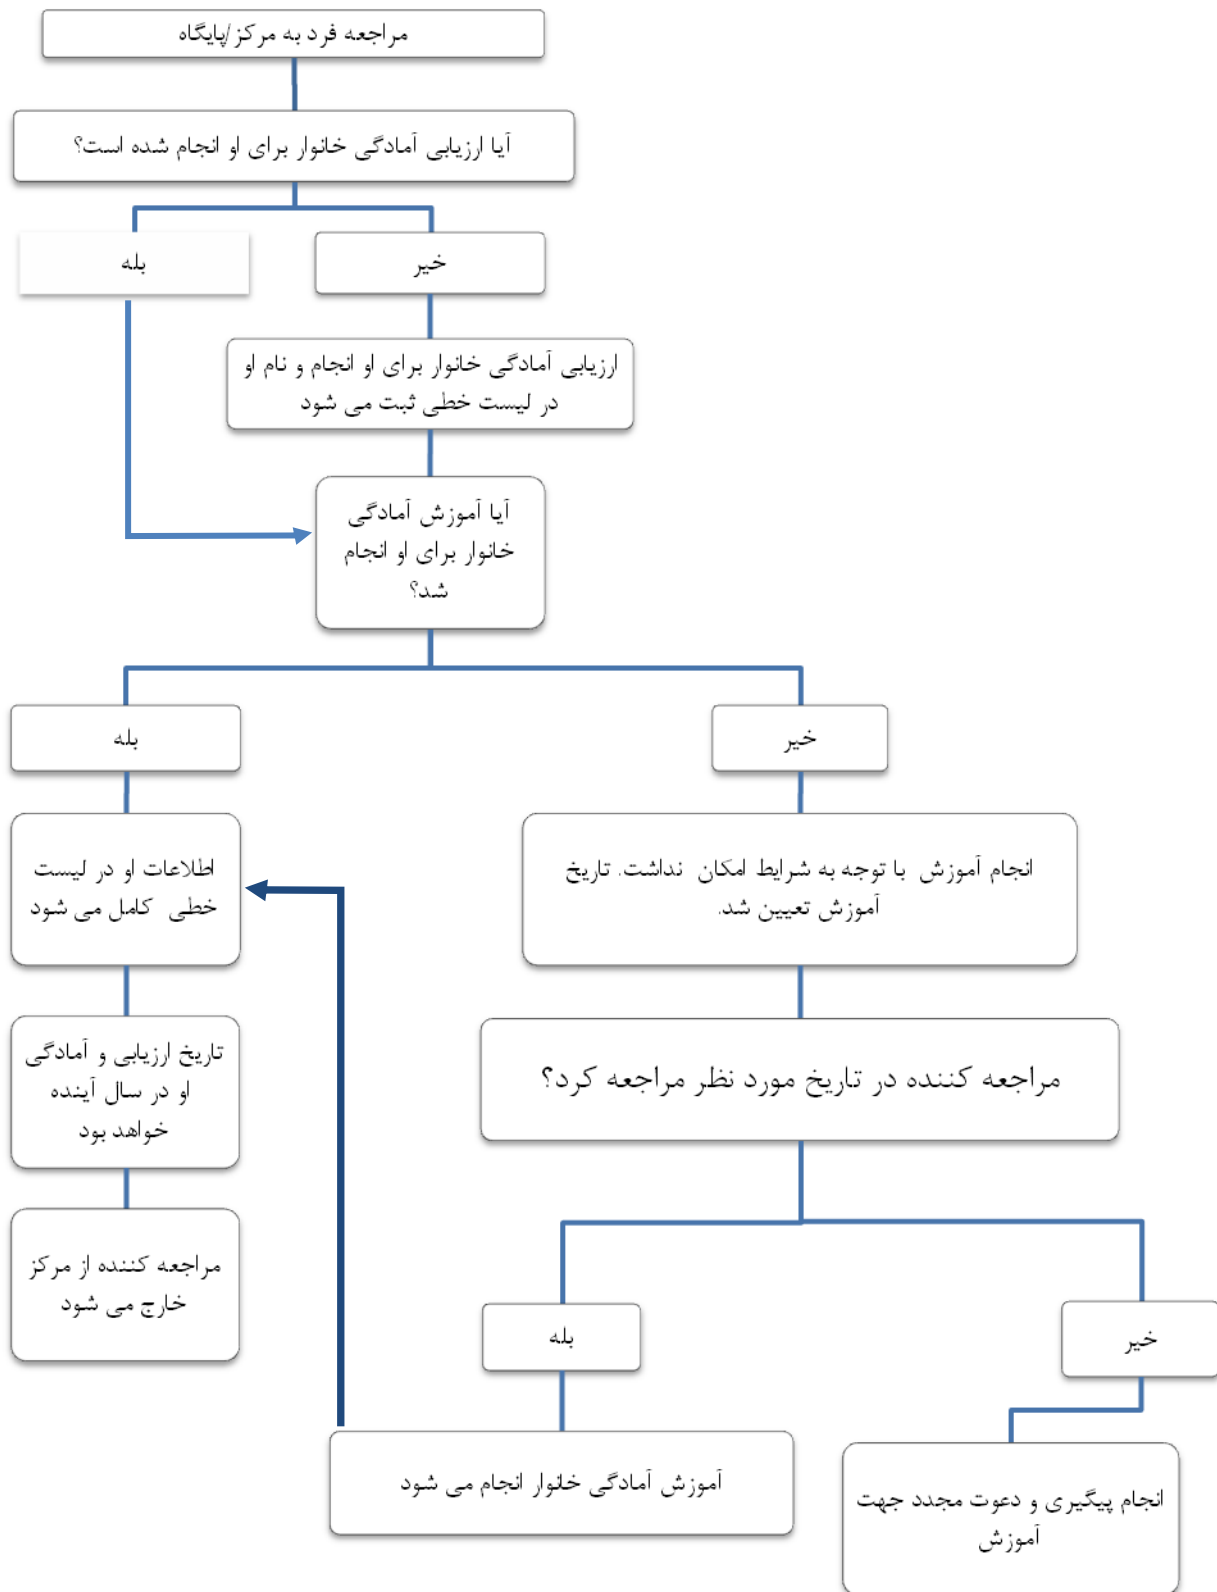 مراجعه فرد به مرکز/پایگاه
آیا ارزیابی آمادگی خانوار برای او انجام شده است؟
خیر
بله
ارزیابی آمادگی خانوار برای او انجام و نام او
در لیست خطی ثبت می شود
آیا آموزش آمادگی
خانوار برای او انجام
شد؟
خیر
بله
انجام آموزش با توجه به شرایط امکان نداشت. تاریخ
آموزش تعیین شد.
اطلاعات او در لیست
خطی کامل می شود
مراجعه کننده در تاریخ مورد نظر مراجعه کرد؟
تاریخ ارزیابی و آمادگی
او در سال آینده
خواهد بود
مراجعه کننده از مرکز
خارج می شود
خیر
بله
انجام پیگیری و دعوت مجدد جهت
آموزش
آموزش آمادگی خانوار انجام می شود